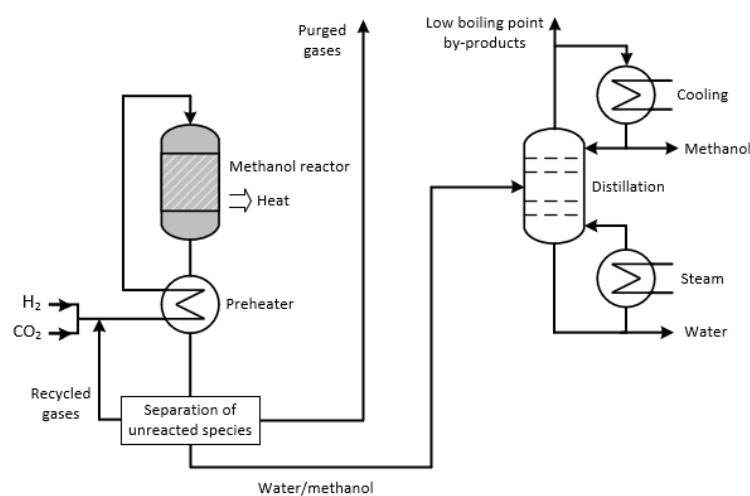 Purged
gases
Low boiling point
by-products
Cooling
Methanol
Methanol reactor
Heat
Distillation
Steam
Water
H₂
CO₂
Preheater
Recycled
gases
Separation of
unreacted species
Water/methanol